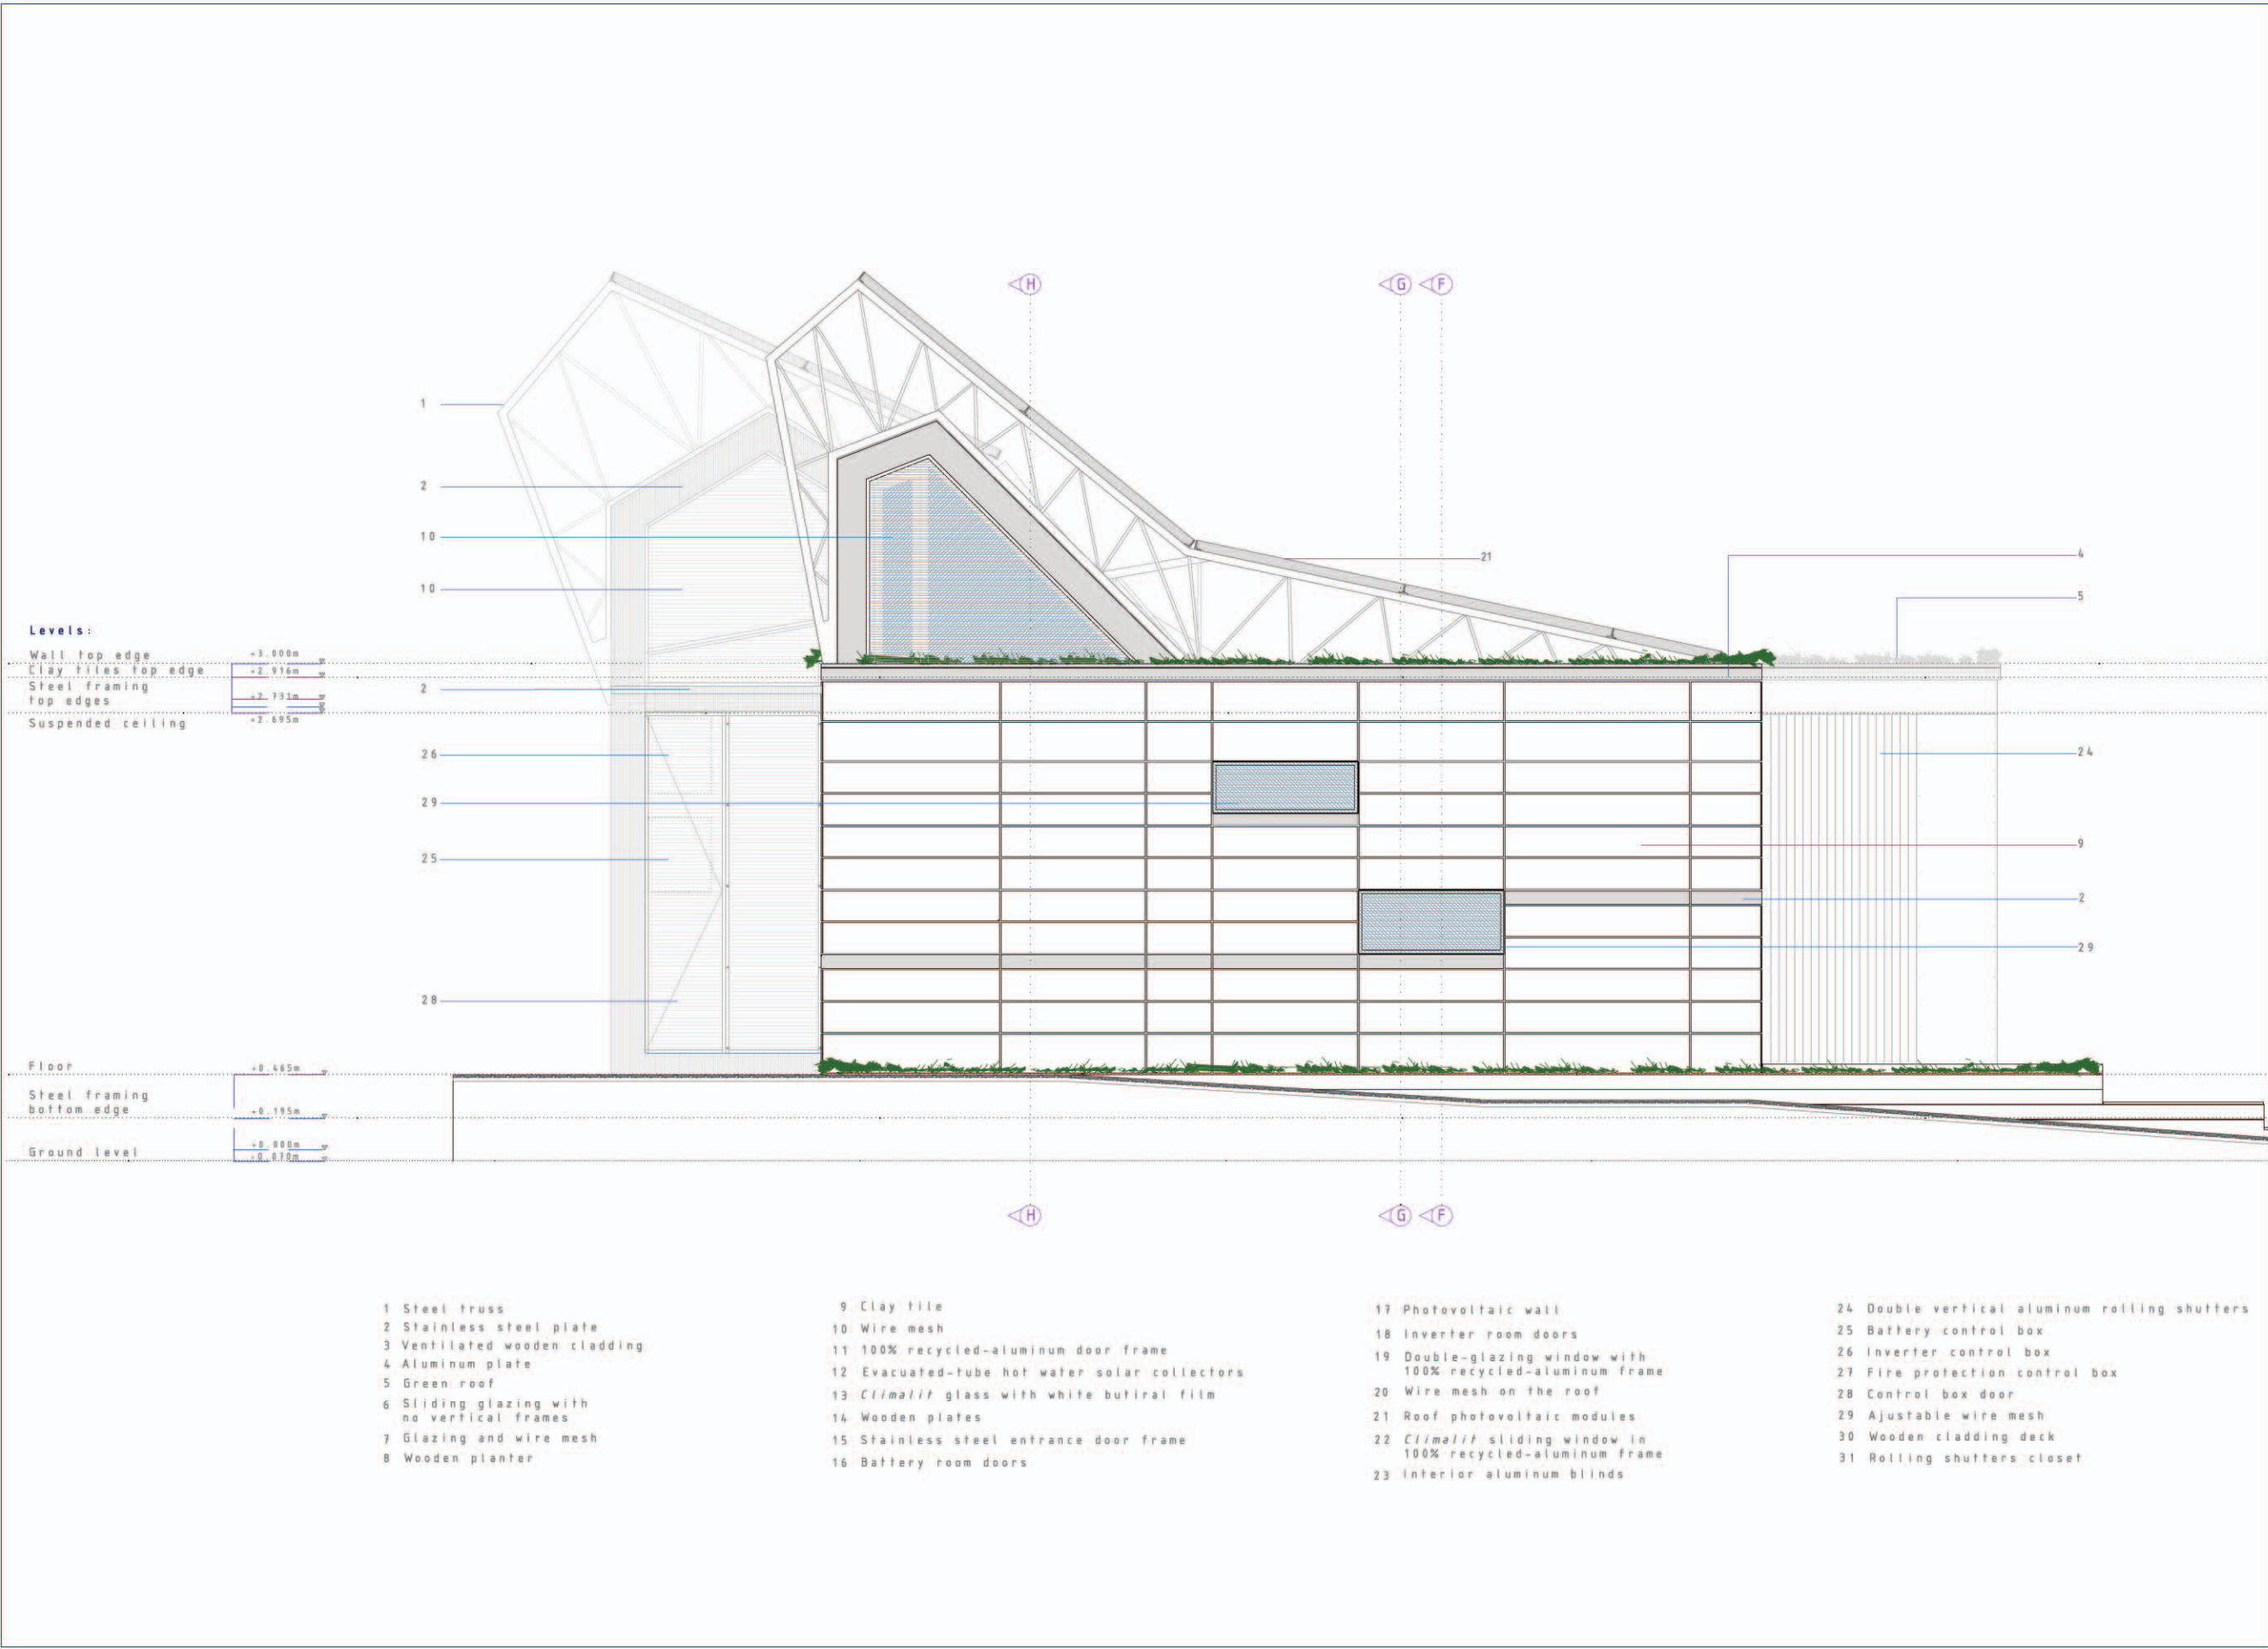 H
G F
1
2
10
21
4
10
5
Levels:
Wall top edge +3.000m
Clay tiles top edge +2.916m
Steel framing
top edges +2.731m
Suspended ceiling +2.695m
2
26
24
29
9
25
2
29
28
Floor +0.465m
Steel framing
bottom edge +0.195m
+0.000m
Ground level
H
G F
1 Steel truss
2 Stainless steel plate
3 Ventilated wooden cladding
4 Aluminum plate
5 Green roof
6 Sliding glazing with
no vertical frames
7 Glazing and wire mesh
8 Wooden planter
9 Clay tile
10 Wire mesh
11 100% recycled-aluminum door frame
12 Evacuated-tube hot water solar collectors
13 Climalit glass with white butiral film
14 Wooden plates
15 Stainless steel entrance door frame
16 Battery room doors
17 Photovoltaic wall
18 Inverter room doors
19 Double-glazing window with
100% recycled-aluminum frame
20 Wire mesh on the roof
21 Roof photovoltaic modules
22 Climalit sliding window in
100% recycled-aluminum frame
23 interior aluminum blinds
24 Double vertical aluminum rolling shutters
25 Battery control box
26 Inverter control box
27 Fire protection control box
28 Control box door
29 Ajustable wire mesh
30 Wooden cladding deck
31 Rolling shutters closet